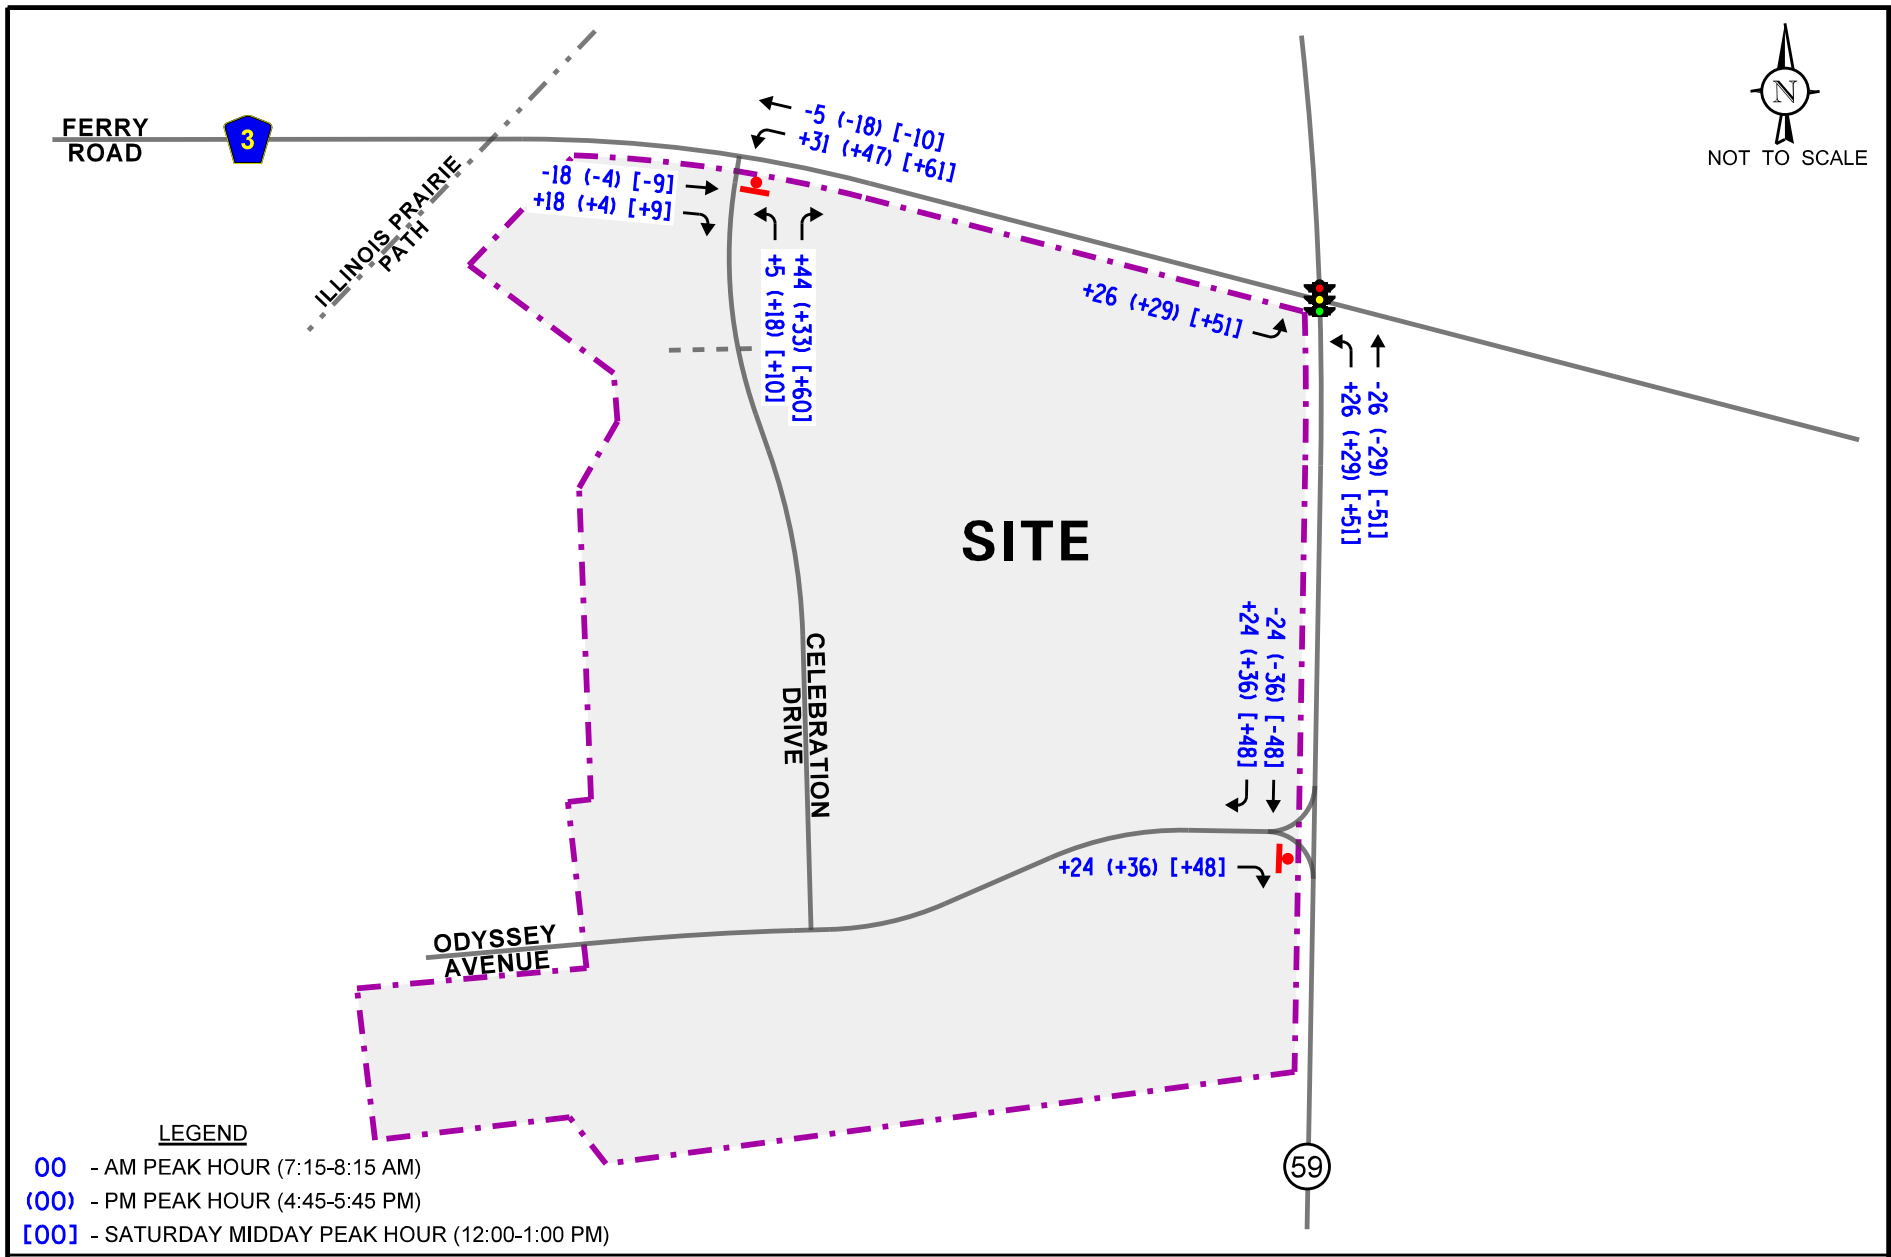 FERRY
ROAD
3
ILLINOIS PRAIRIE
PATH
-5 (-18) [-10]
+31 (+47) [+61]
-18 (-4) [-9]
+18 (+4) [+9]
+44 (+33) [+60]
+5 (+18) [+10]
N
NOT TO SCALE
+26 (+29) [+51]
-26 (-29) [-51]
+26 (+29) [+51]
SITE
-24 (-36) [-48]
+24 (+36) [+48]
CELEBRATION
DRIVE
+24 (+36) [+48]
ODYSSEY
AVENUE
59
LEGEND
00 - AM PEAK HOUR (7:15-8:15 AM)
(00) - PM PEAK HOUR (4:45-5:45 PM)
[00] - SATURDAY MIDDAY PEAK HOUR (12:00-1:00 PM)